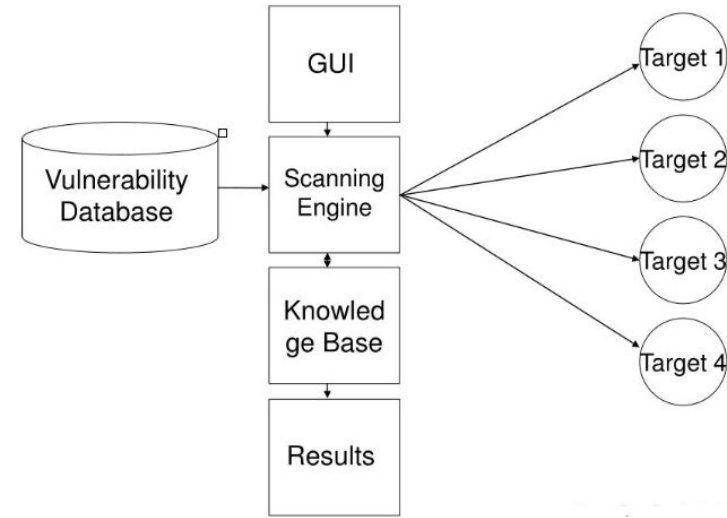 GUI
Target 1
Vulnerability
Database
Scanning
Engine
Target 2
Target 3
Knowled
ge Base
Target 4
Results